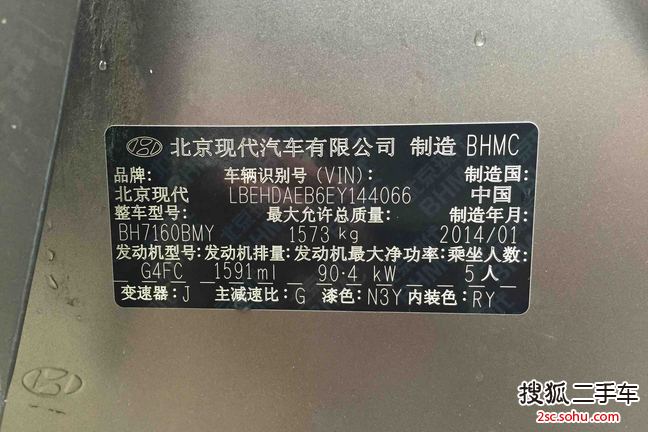 北京现代汽车有限公司 制造 BHMC
品牌: 车辆识别号(VIN): 制造国:
北京现代 LBEHDAEB6EY144066 中国
整车型号: 最大允许总质量: 制造年月:
BH7160BMY 1573 kg 2014/01
发动机型号: 发动机排量: 发动机最大净功率: 乘坐人数:
G4FC 1591ml 90.4 kW 5人
变速器: J 主减速比: G 漆色: N3Y 内装色: RY
搜狐二手车
2sc.sohu.com